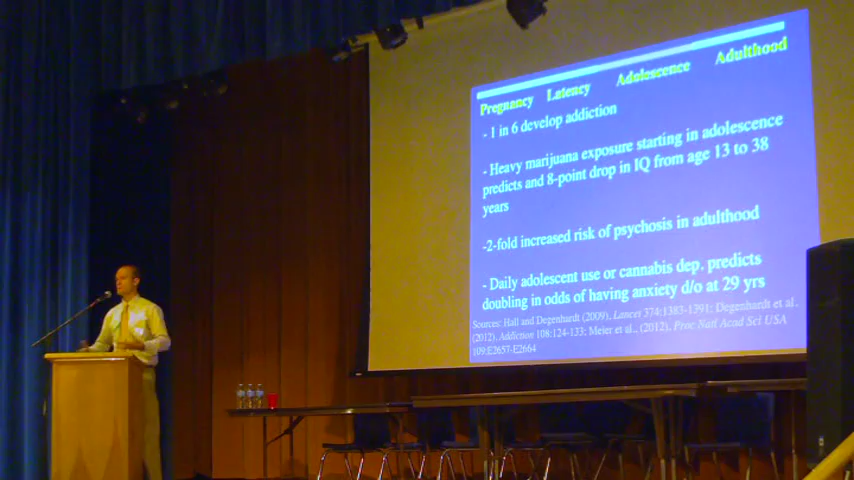 Pregnancy Latency Adolescence Adulthood
- 1 in 6 develop addiction
- Heavy marijuana exposure starting in adolescence
predicts and 8-point drop in IQ from age 13 to 38
years
-2-fold increased risk of psychosis in adulthood
- Daily adolescent use or cannabis dep. predicts
doubling in odds of having anxiety d/o at 29 yrs
Sources: Hall and Degenhardt (2009), Lancet 374:1383-1391; Degenhardt et al.,
(2012), Addiction 108:124-133; Meier et al., (2012), Proc Natl Acad Sci USA
109:E2657-E2664